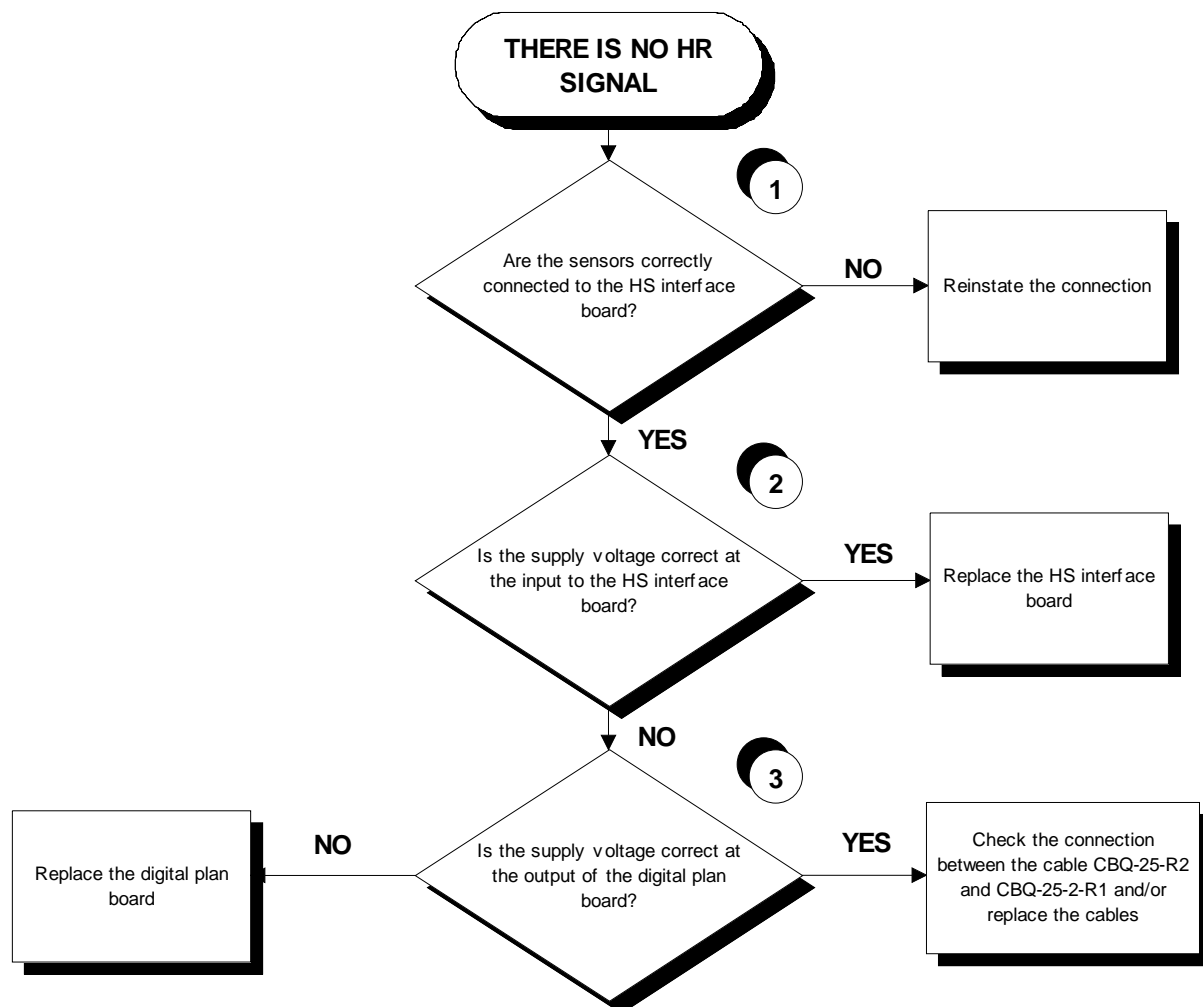 THERE IS NO HR
SIGNAL
1
Are the sensors correctly
connected to the HS interface
board?
NO
Reinstate the connection
YES
2
Is the supply voltage correct at
the input to the HS interface
board?
YES
Replace the HS interface
board
NO
3
Is the supply voltage correct at
the output of the digital plan
board?
NO
Replace the digital plan
board
YES
Check the connection
between the cable CBQ-25-R2
and CBQ-25-2-R1 and/or
replace the cables